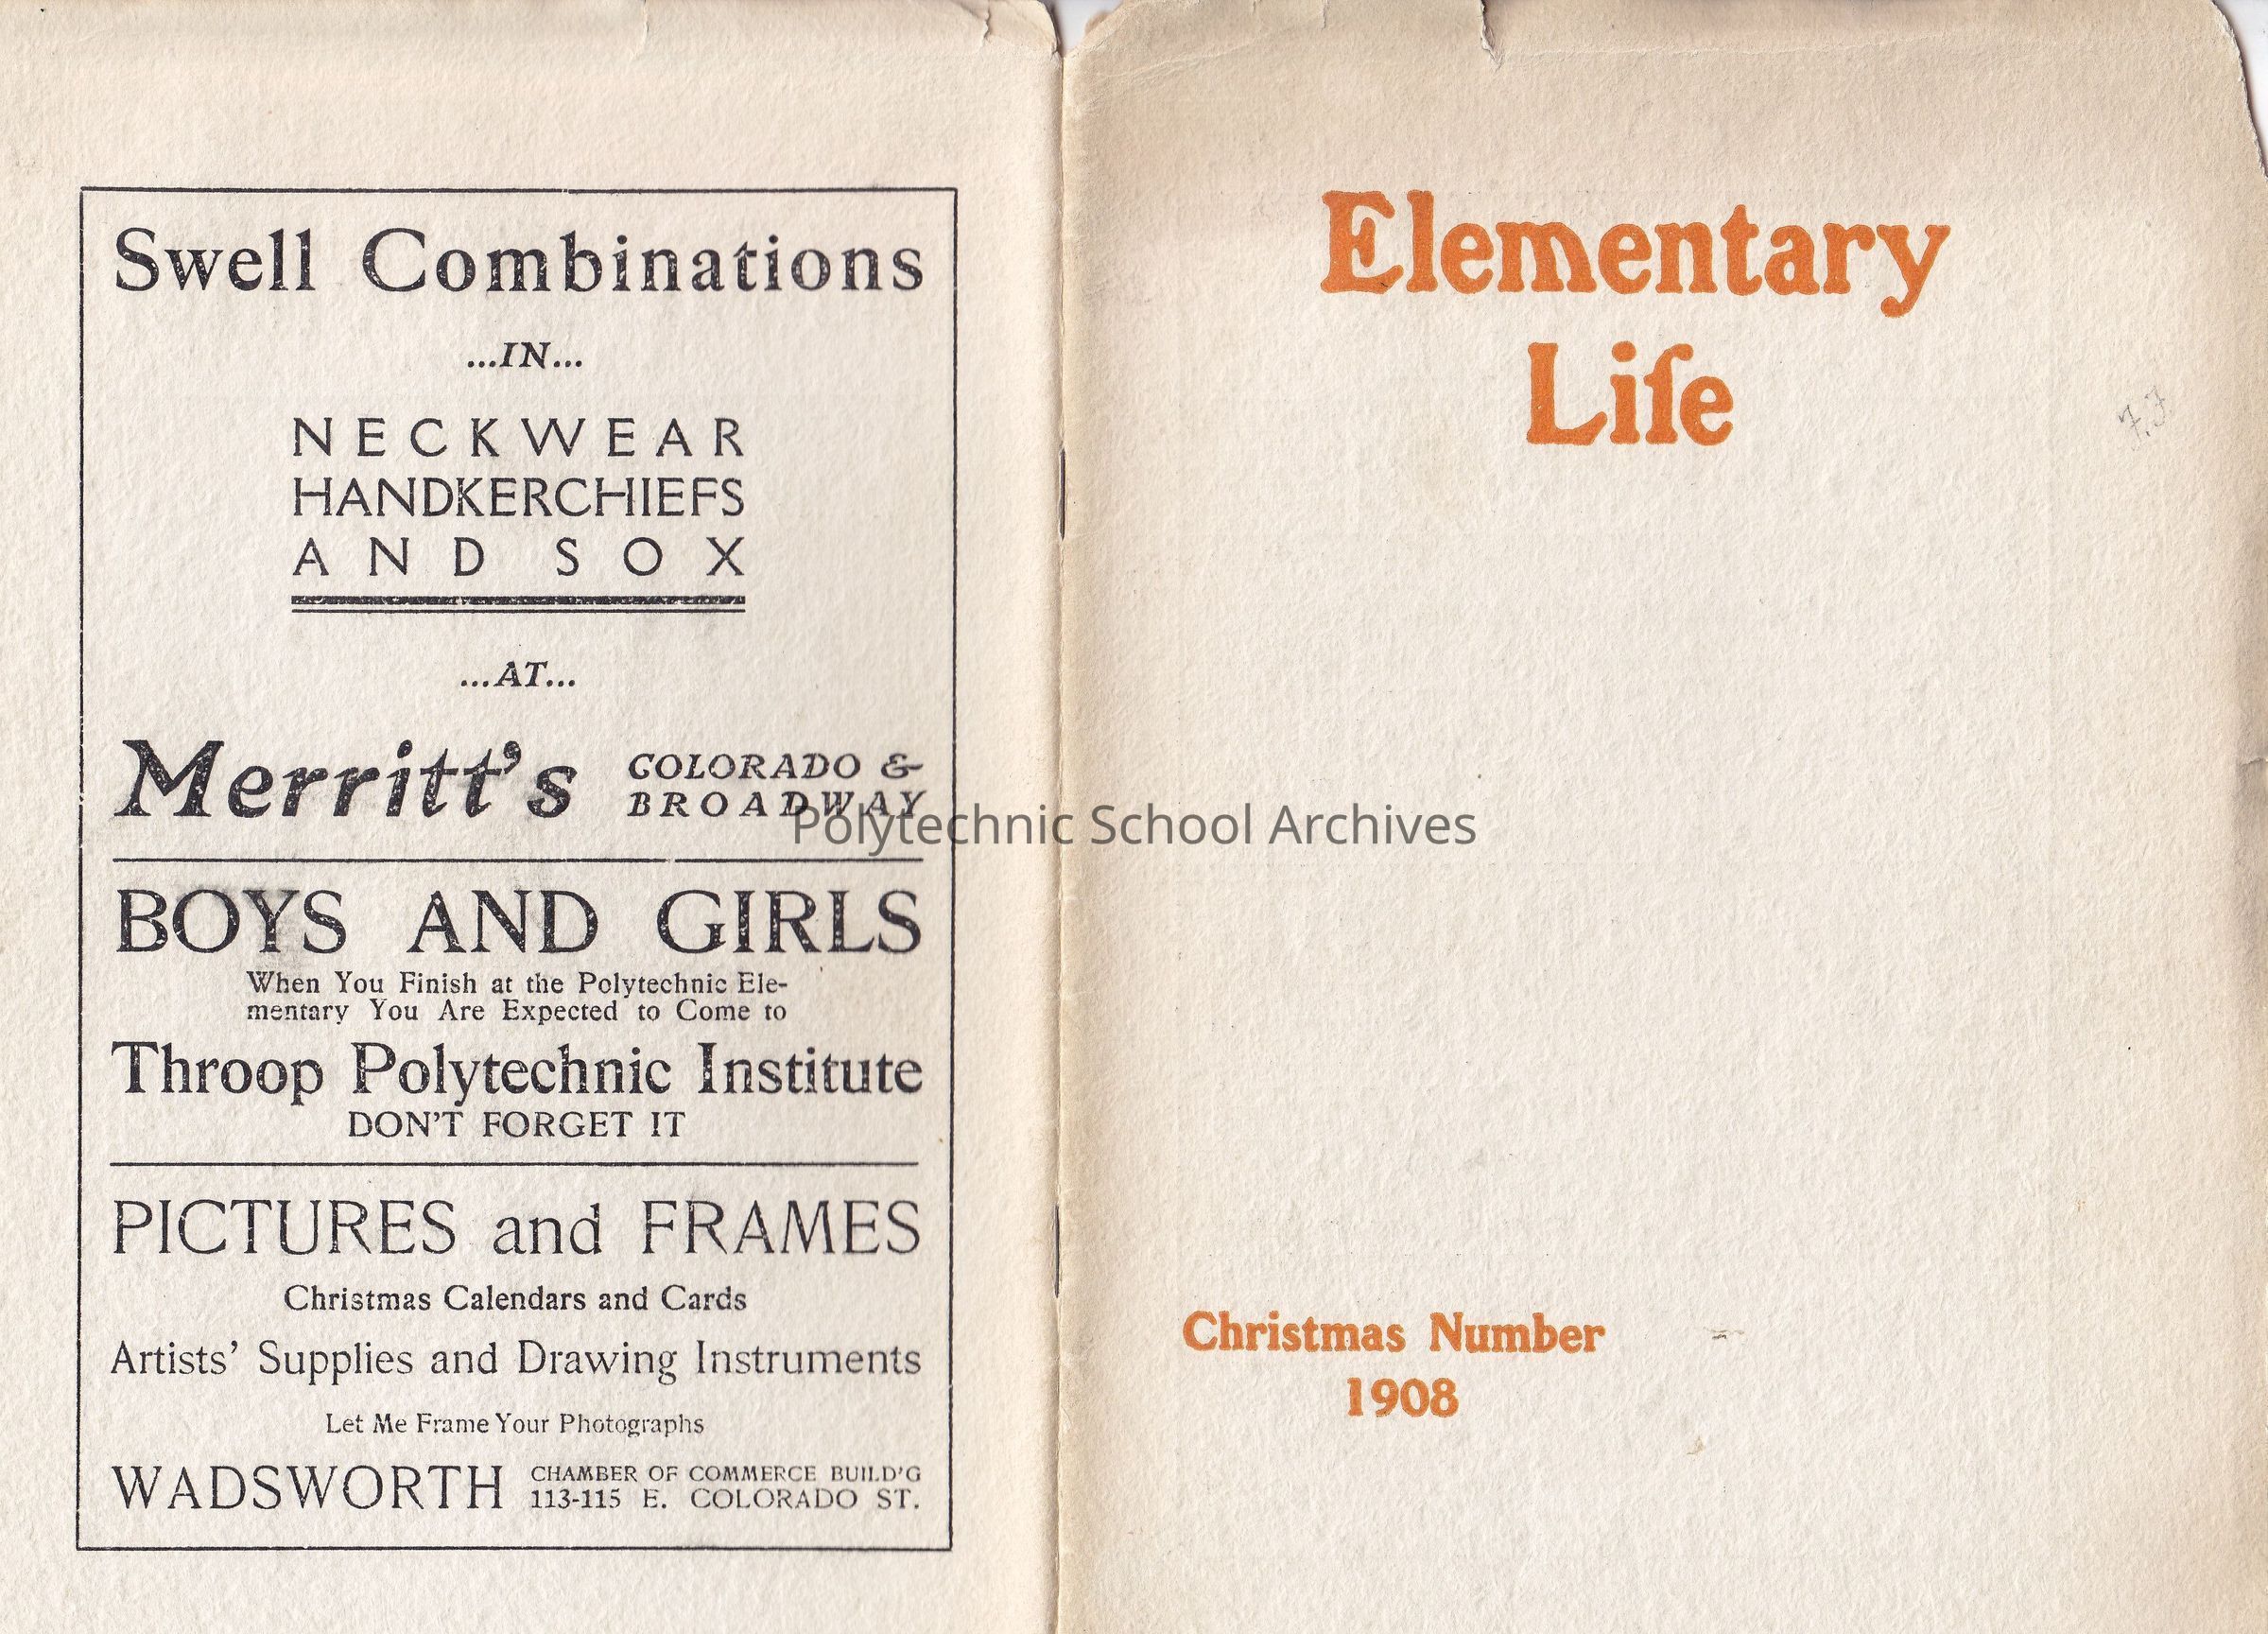 Swell Combinations
...IN...
NECKWEAR
HANDKERCHIEFS
AND SOX
...AT...
Merritt's COLORADO &
BROADWAY
BOYS AND GIRLS
When You Finish at the Polytechnic Ele-
mentary You Are Expected to Come to
Throop Polytechnic Institute
DON'T FORGET IT
PICTURES and FRAMES
Christmas Calendars and Cards
Artists' Supplies and Drawing Instruments
Let Me Frame Your Photographs
WADSWORTH CHAMBER OF COMMERCE BUILD'G
113-115 E. COLORADO ST.
Elementary
Life
Christmas Number
1908
Polytechnic School Archives